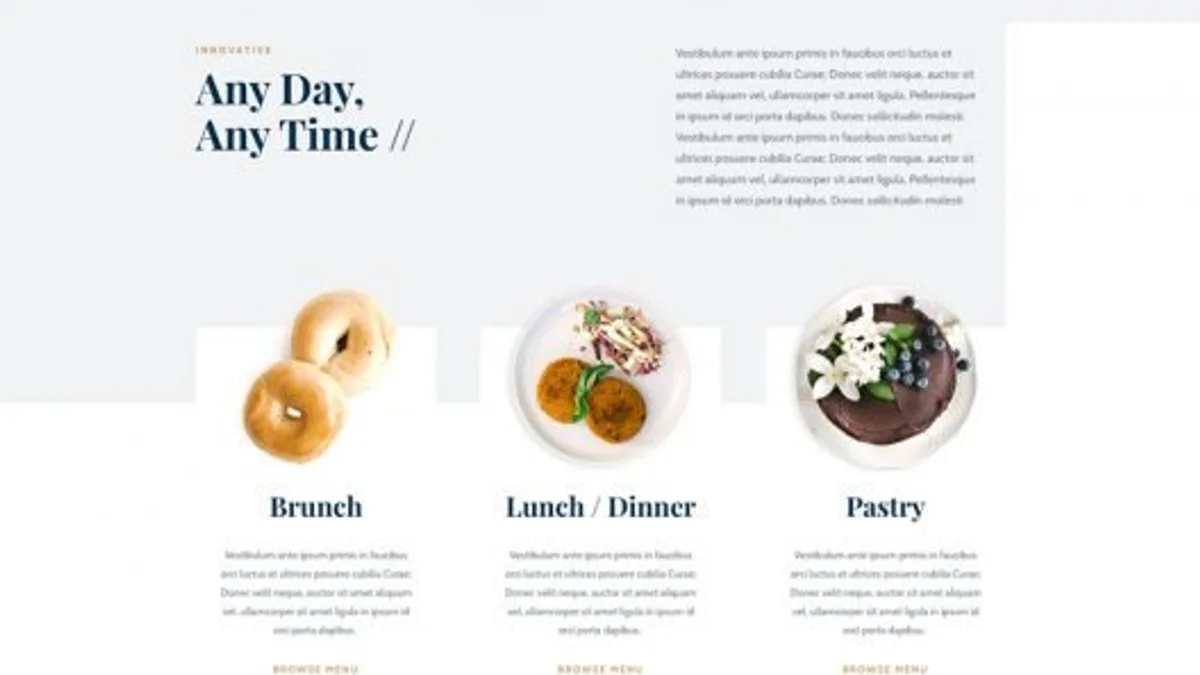 INNOVATIVE
Any Day,
Any Time //
Vestibulum ante ipsum primis in faucibus orci luctus et
ultrices posuere cubilia Curae; Donec velit neque, auctor sit
amet aliquam vel, ullamcorper sit amet ligula. Pellentesque
in ipsum id orci porta dapibus. Donec sollicitudin molesti.
Vestibulum ante ipsum primis in faucibus orci luctus et
ultrices posuere cubilia Curae; Donec velit neque, auctor sit
amet aliquam vel, ullamcorper sit amet ligula. Pellentesque
in ipsum id orci porta dapibus. Donec sollicitudin molesti
Brunch
Vestibulum ante ipsum primis in faucibus
orci luctus et ultrices posuere cubilia Curae;
Donec velit neque, auctor sit amet aliquam
vel, ullamcorper sit amet ligula in ipsum id
orci porta dapibus.
BROWSE MENU
Lunch / Dinner
Vestibulum ante ipsum primis in faucibus
orci luctus et ultrices posuere cubilia Curae;
Donec velit neque, auctor sit amet aliquam
vel, ullamcorper sit amet ligula in ipsum id
orci porta dapibus.
BROWSE MENU
Pastry
Vestibulum ante ipsum primis in faucibus
orci luctus et ultrices posuere cubilia Curae;
Donec velit neque, auctor sit amet aliquam
vel, ullamcorper sit amet ligula in ipsum id
orci porta dapibus.
BROWSE MENU